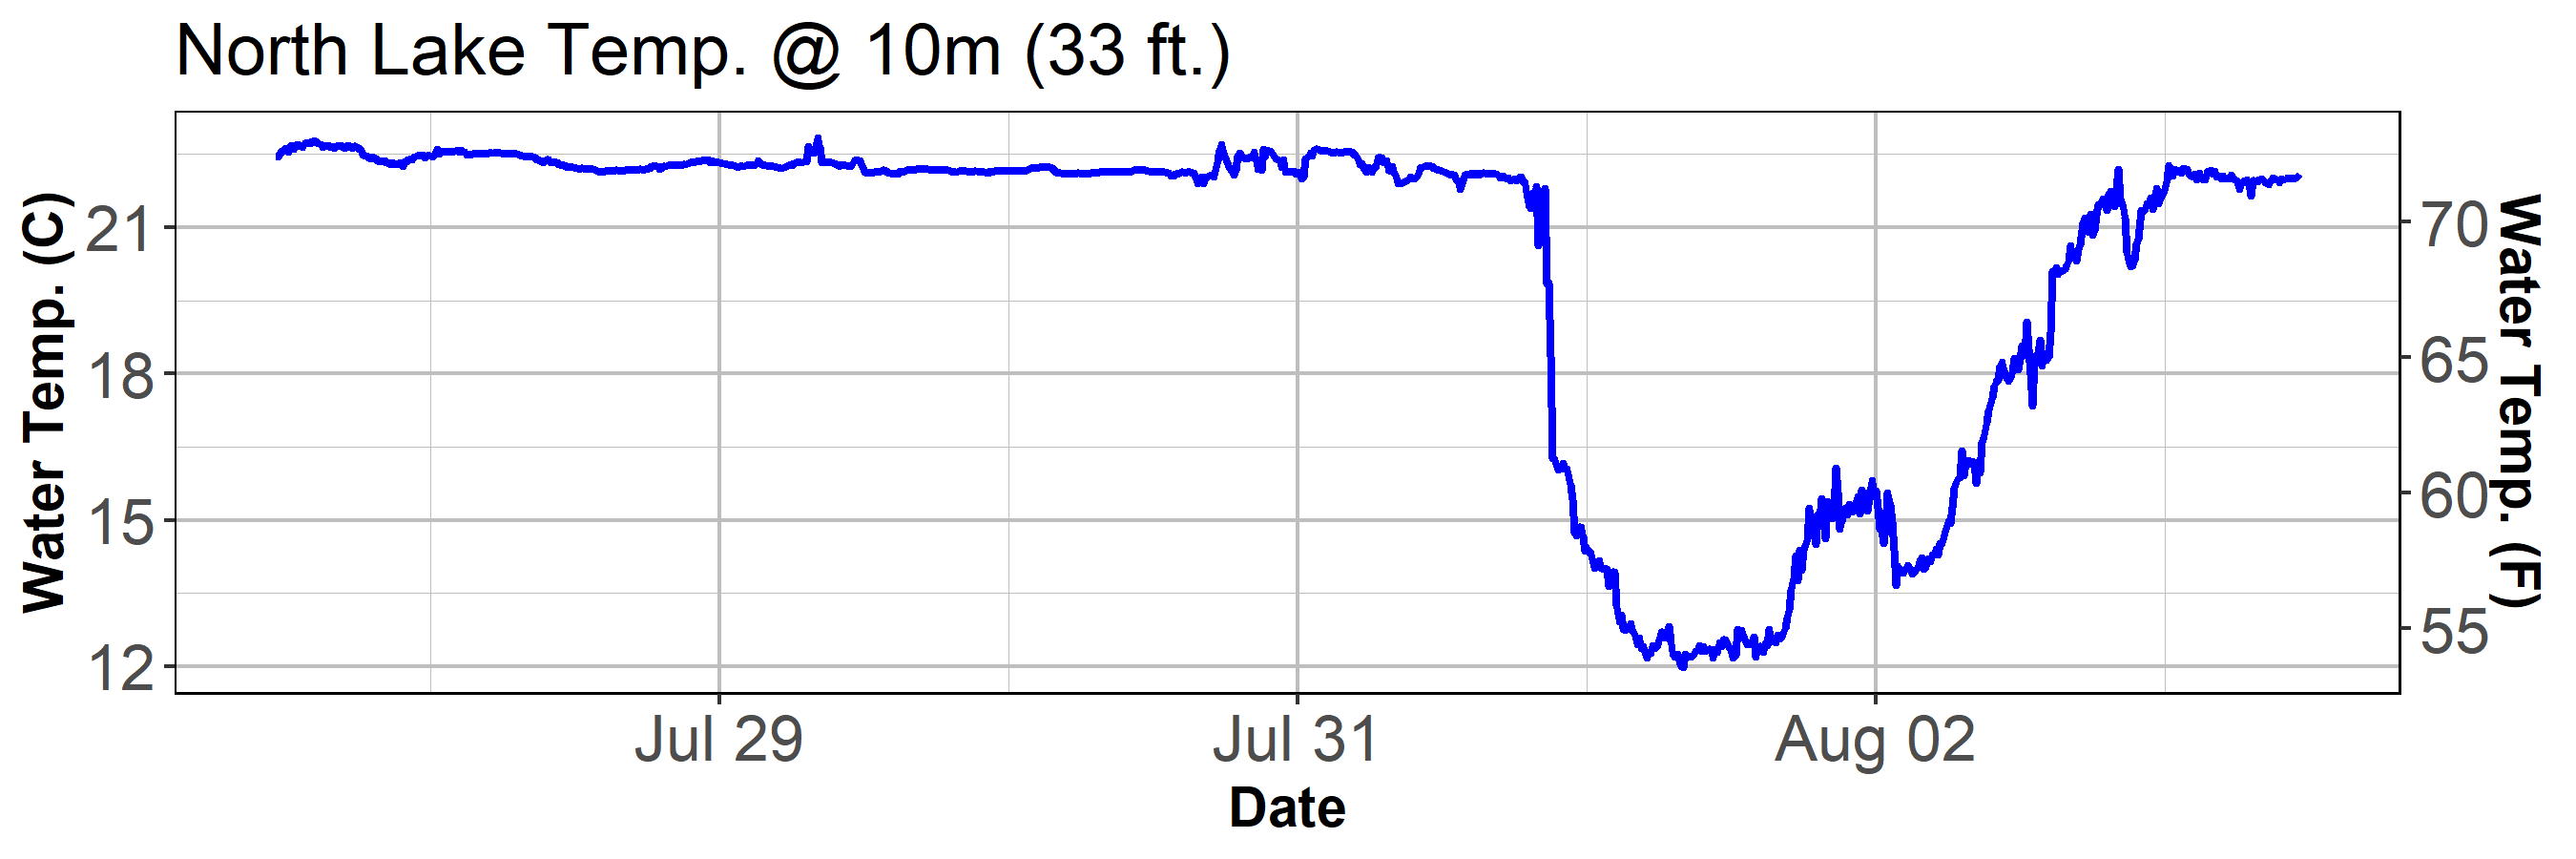 North Lake Temp. @ 10m (33 ft.)
Water Temp. (C)
21
18
15
12
70
65
60
55
Water Temp. (F)
Jul 29
Jul 31
Aug 02
Date